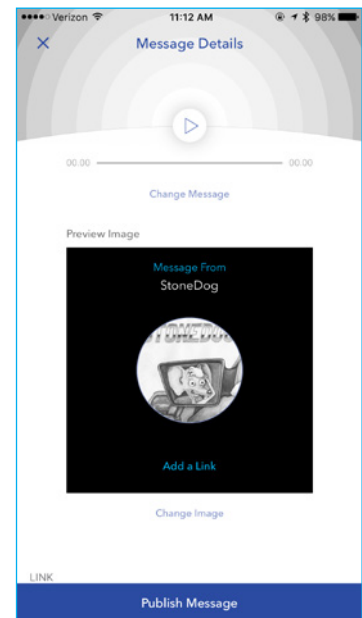 Verizon 11:12 AM 98%
Message Details
00:00 00:00
Change Message
Preview Image
Message From
StoneDog
STONEDOG
Add a Link
Change Image
LINK
Publish Message